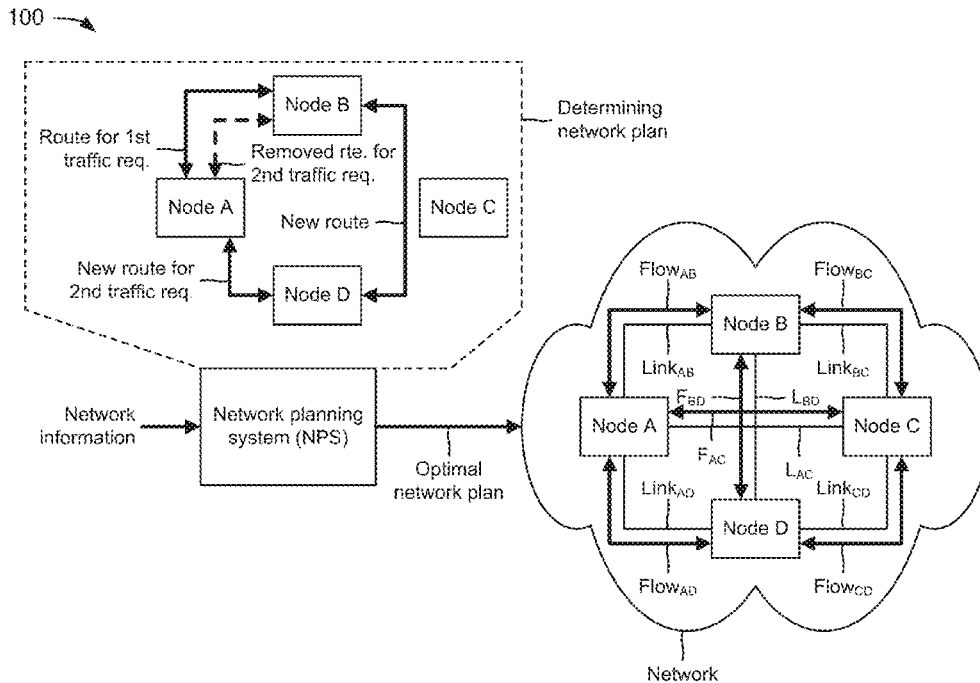 100
Node B
Determining
network plan
Route for 1st
traffic req.
Removed rte. for
2nd traffic req.
Node A
Node C
New route
New route for
2nd traffic req.
Node D
Flow_AB
Flow_BC
Node B
Link_AB
Link_BC
F_BD
L_BD
Network
information
Network planning
system (NPS)
Optimal
network plan
Node A
Node C
F_AC
L_AC
Link_AD
Link_CD
Node D
Flow_AD
Flow_CD
Network